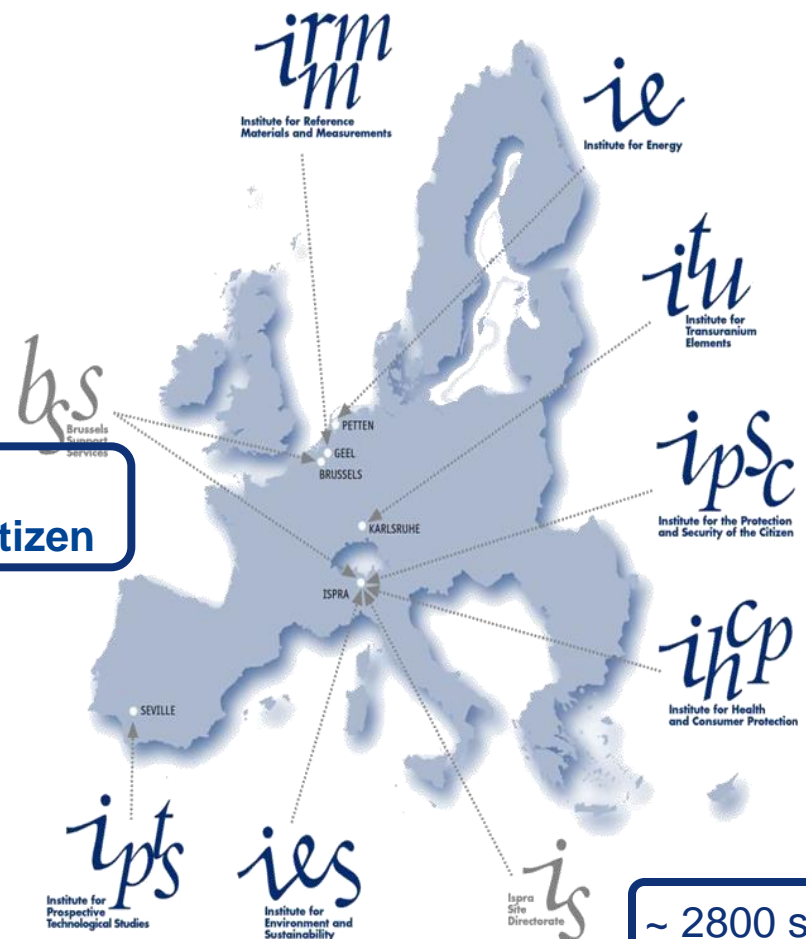 irmm
Institute for Reference
Materials and Measurements
ie
Institute for Energy
itu
Institute for
Transuranium
Elements
bss
Brussels
Support
Services
PETTEN
GEEL
BRUSSELS
tizen
KARLSRUHE
ipsc
Institute for the Protection
and Security of the Citizen
ISPRA
ihcp
Institute for Health
and Consumer Protection
SEVILLE
ipts
Institute for
Prospective
Technological Studies
ies
Institute for
Environment and
Sustainability
is
Ispra
Site
Directorate
~ 2800 s